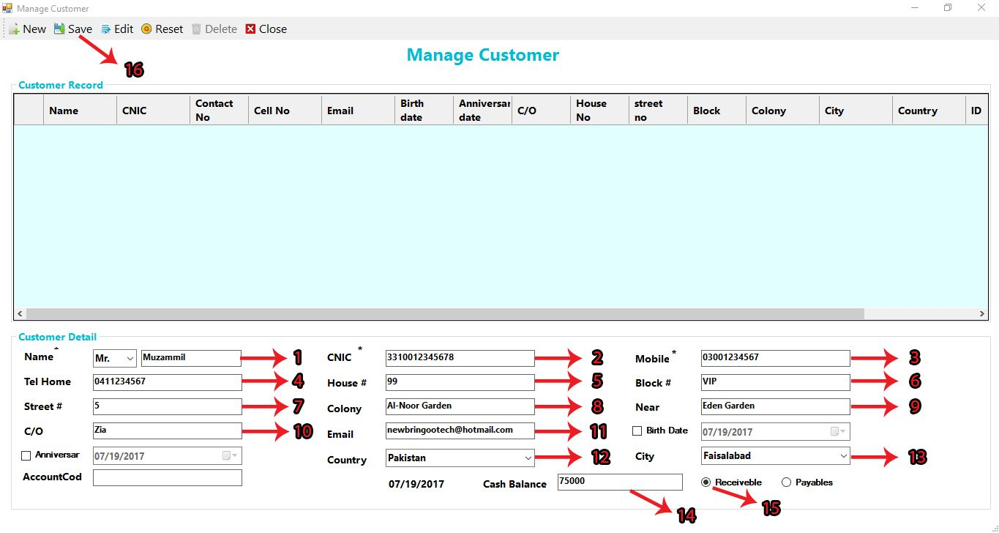 Manage Customer
New Save Edit Reset Delete Close
16
Manage Customer
Customer Record
Name CNIC Contact No Cell No Email Birth date Anniversar date C/O House No street no Block Colony City Country ID
Customer Detail
Name* Mr. Muzammil 1 CNIC * 3310012345678 2 Mobile * 03001234567 3
Tel Home 0411234567 4 House # 99 5 Block # VIP 6
Street # 5 7 Colony Al-Noor Garden 8 Near Eden Garden 9
C/O Zia 10 Email newbringootech@hotmail.com 11 Birth Date 07/19/2017
Anniversar 07/19/2017 Country Pakistan 12 City Faisalabad 13
AccountCod 07/19/2017 Cash Balance 75000 Receiveble Payables
14 15